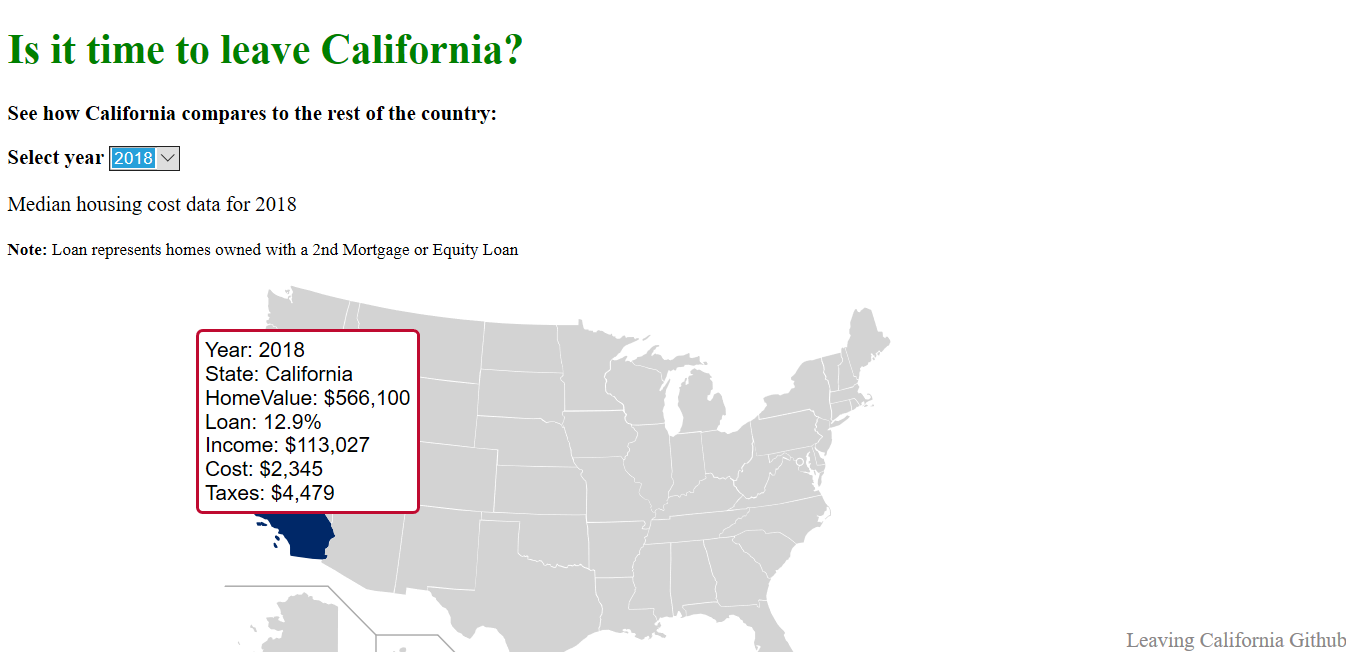 Is it time to leave California?
See how California compares to the rest of the country:
Select year 2018
Median housing cost data for 2018
Note: Loan represents homes owned with a 2nd Mortgage or Equity Loan
Year: 2018
State: California
HomeValue: $566,100
Loan: 12.9%
Income: $113,027
Cost: $2,345
Taxes: $4,479
Leaving California Github